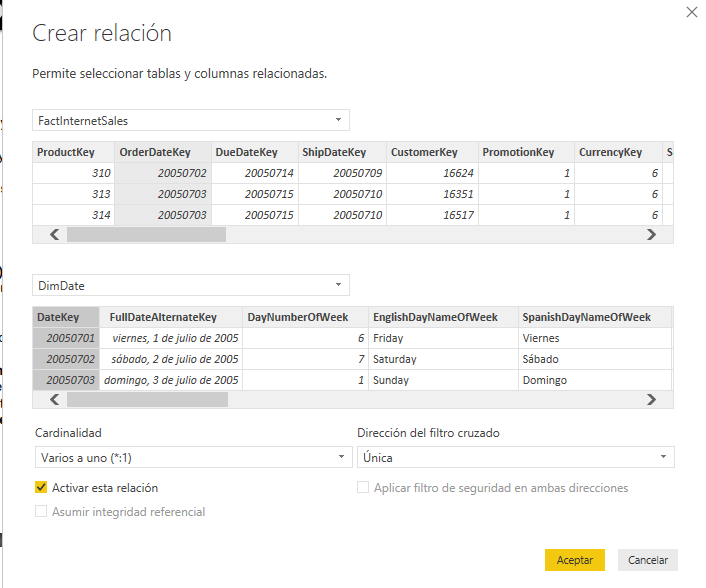 Crear relación
Permite seleccionar tablas y columnas relacionadas.
FactInternetSales
ProductKey OrderDateKey DueDateKey ShipDateKey CustomerKey PromotionKey CurrencyKey S
310 20050702 20050714 20050709 16624 1 6
313 20050703 20050715 20050710 16351 1 6
314 20050703 20050715 20050710 16517 1 6
DimDate
DateKey FullDateAlternateKey DayNumberOfWeek EnglishDayNameOfWeek SpanishDayNameOfWeek
20050701 viernes, 1 de julio de 2005 6 Friday Viernes
20050702 sábado, 2 de julio de 2005 7 Saturday Sábado
20050703 domingo, 3 de julio de 2005 1 Sunday Domingo
Cardinalidad Dirección del filtro cruzado
Varios a uno (*:1) Única
Activar esta relación Aplicar filtro de seguridad en ambas direcciones
Asumir integridad referencial
Aceptar Cancelar